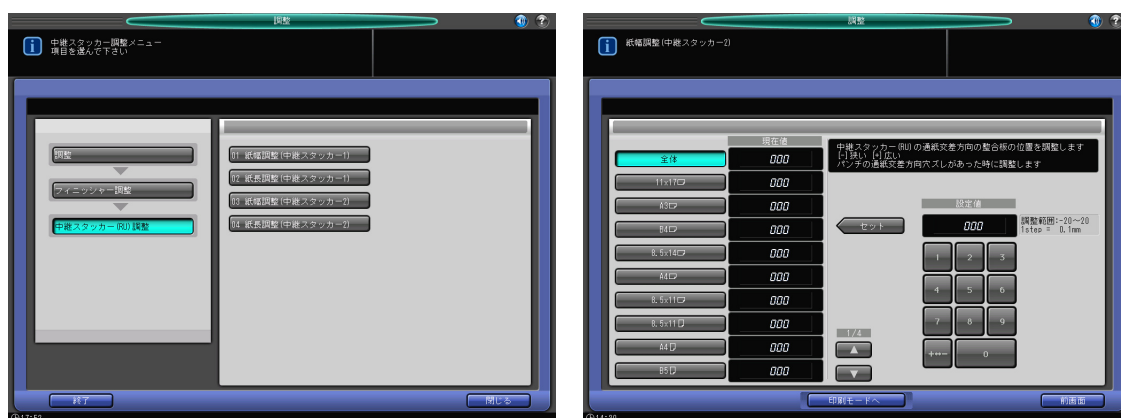 調整
中継スタッカー調整メニュー
項目を選んで下さい
調整
フィニッシャー調整
中継スタッカー(RU)調整
01 紙幅調整(中継スタッカー1)
02 紙長調整(中継スタッカー1)
03 紙幅調整(中継スタッカー2)
04 紙長調整(中継スタッカー2)
終了
閉じる
調整
紙幅調整(中継スタッカー2)
現在値
全体 000
11x17 000
A3 000
B4 000
8.5x14 000
A4 000
8.5x11 000
8.5x11 000
A4 000
B5 000
中継スタッカー(RU)の通紙交差方向の整合板の位置を調整します
[-]狭い [+]広い
パンチの通紙交差方向穴ズレがあった時に調整します
設定値
セット
000
調整範囲:-20～20
1step = 0.1mm
1 2 3
4 5 6
7 8 9
+↔- 0
1/4
印刷モードへ
前画面